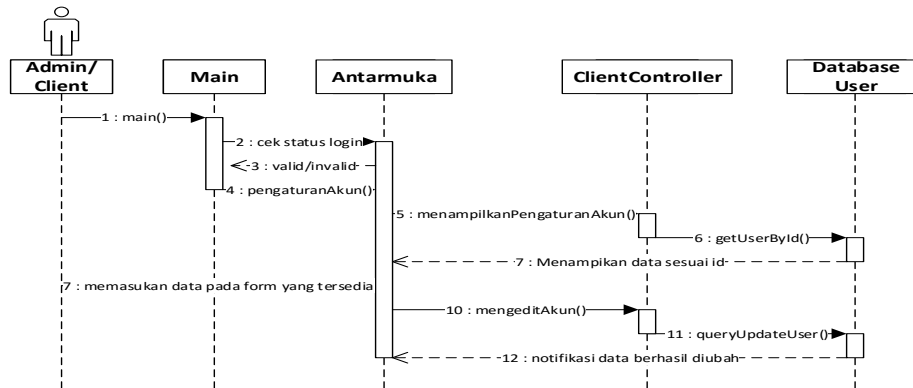 Admin/
Client
Main
Antarmuka
ClientController
Database
User
1 : main()
2 : cek status login
3 : valid/invalid
4 : pengaturanAkun()
5 : menampilkanPengaturanAkun()
6 : getUserById()
7 : Menampikan data sesuai id
7 : memasukan data pada form yang tersedia
10 : mengeditAkun()
11 : queryUpdateUser()
12 : notifikasi data berhasil diubah